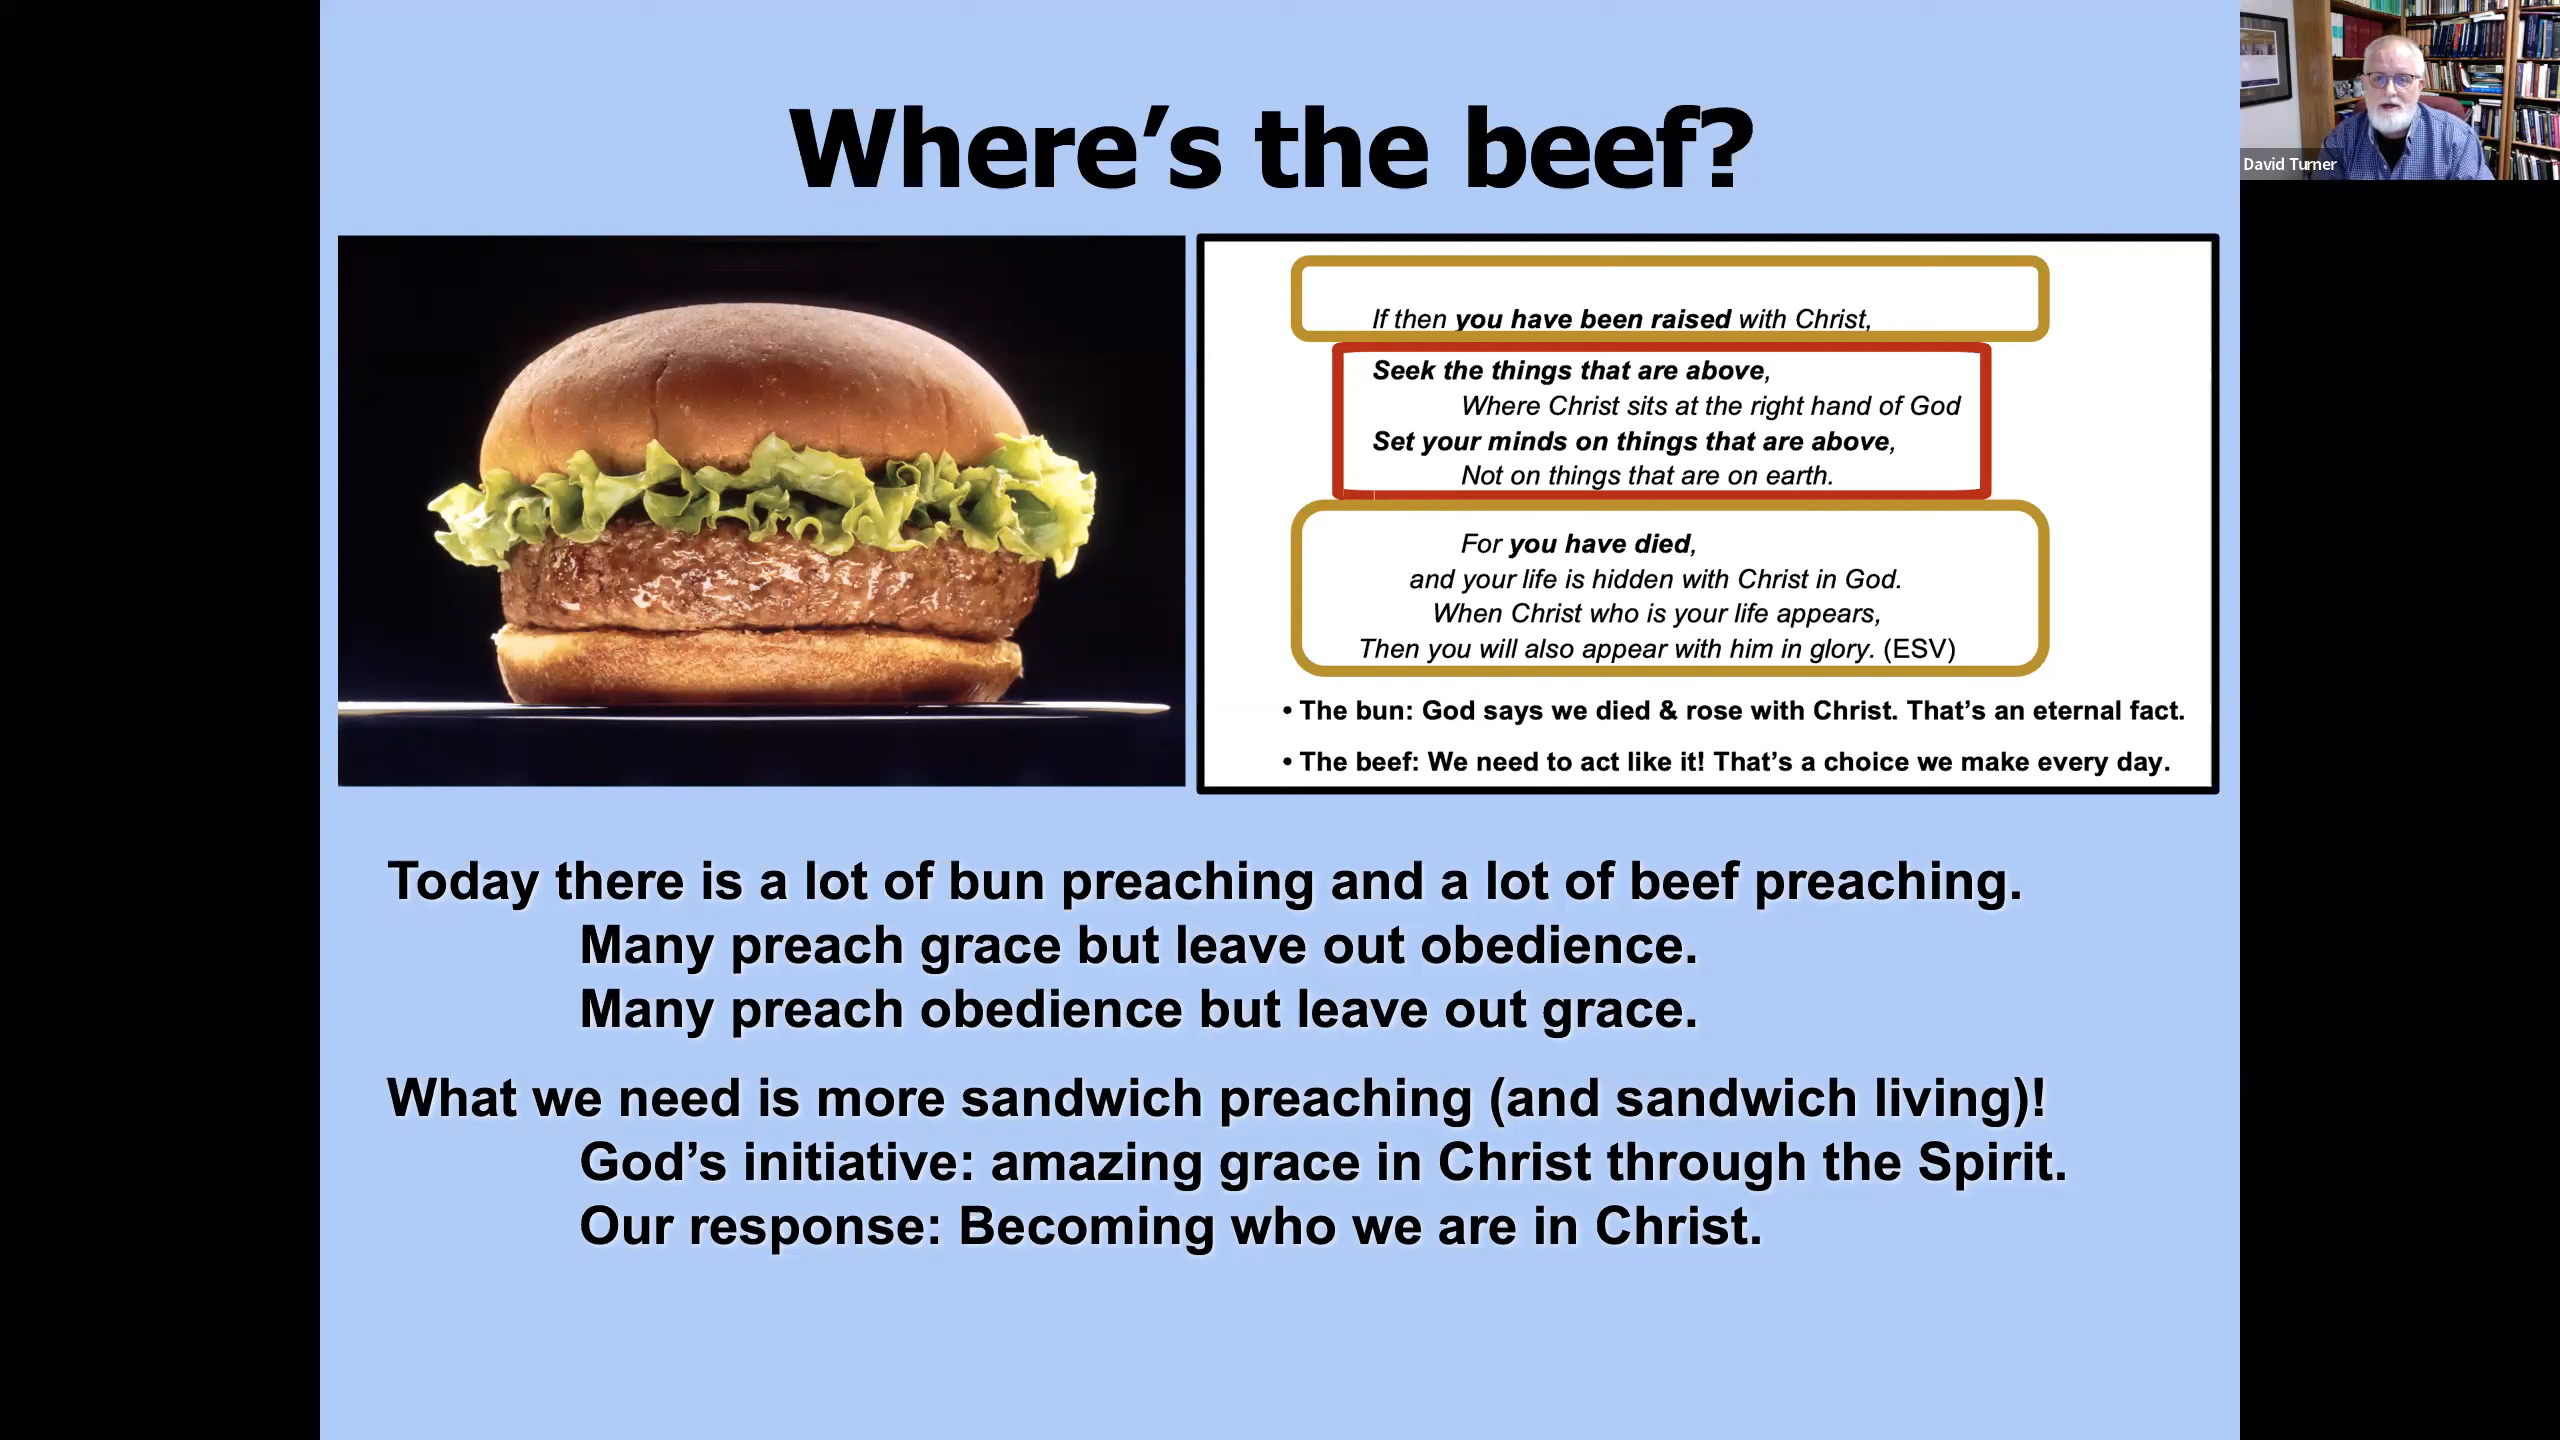 Where’s the beef?
David Turner
If then you have been raised with Christ,
Seek the things that are above,
Where Christ sits at the right hand of God
Set your minds on things that are above,
Not on things that are on earth.
For you have died,
and your life is hidden with Christ in God.
When Christ who is your life appears,
Then you will also appear with him in glory. (ESV)
• The bun: God says we died & rose with Christ. That’s an eternal fact.
• The beef: We need to act like it! That’s a choice we make every day.
Today there is a lot of bun preaching and a lot of beef preaching.
Many preach grace but leave out obedience.
Many preach obedience but leave out grace.
What we need is more sandwich preaching (and sandwich living)!
God’s initiative: amazing grace in Christ through the Spirit.
Our response: Becoming who we are in Christ.